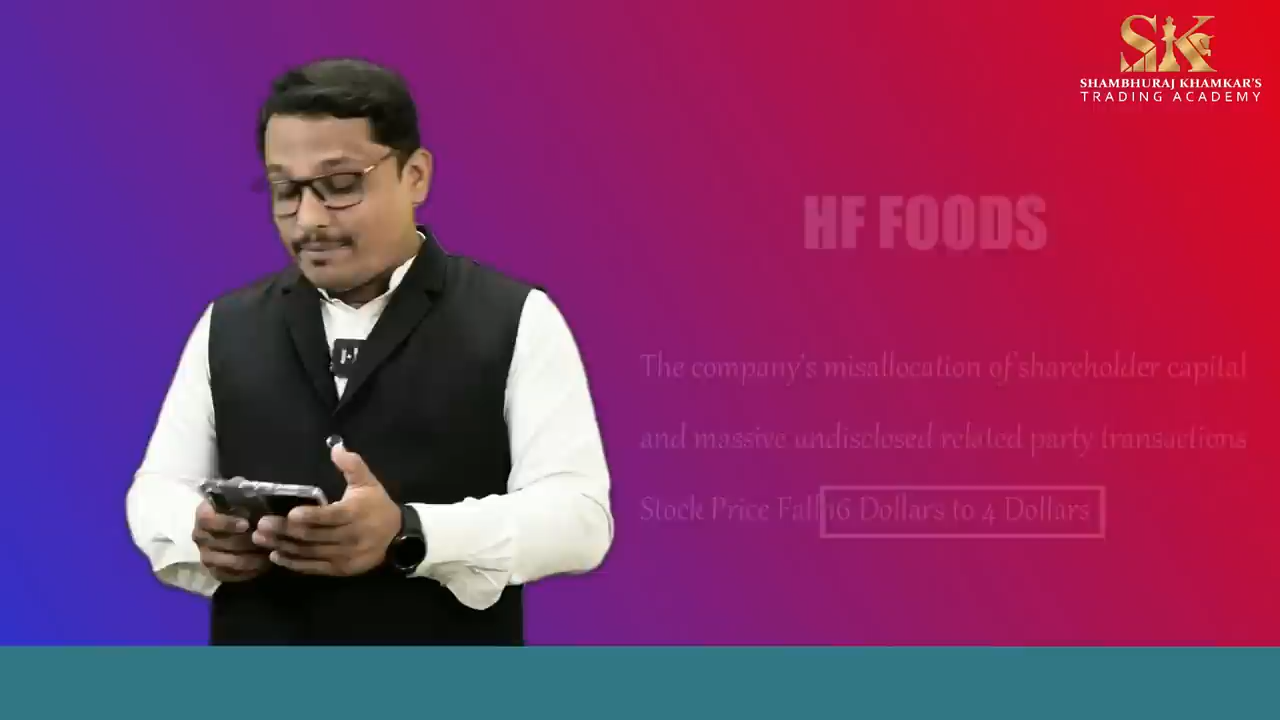 SK
SHAMBHURAJ KHAMKAR'S
TRADING ACADEMY
HF FOODS
The company's misallocation of shareholder capital
and massive undisclosed related party transactions
Stock Price Fall 16 Dollars to 4 Dollars